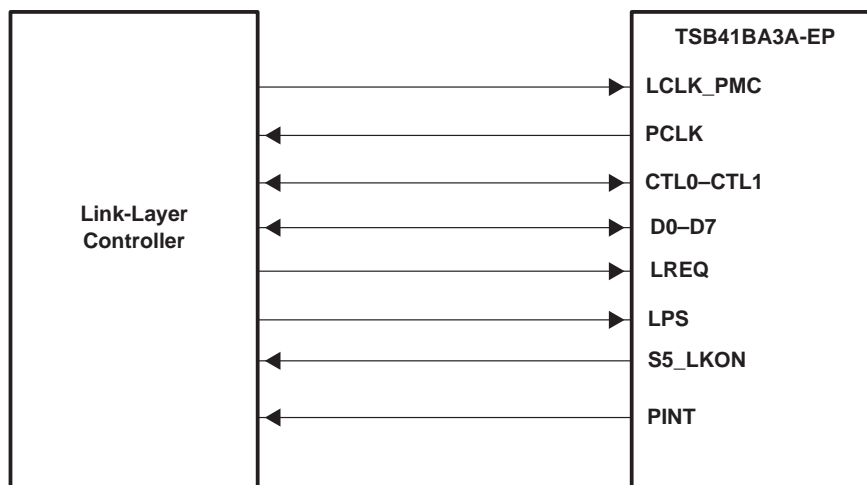 TSB41BA3A-EP
LCLK_PMC
PCLK
CTL0–CTL1
Link-Layer
Controller
D0–D7
LREQ
LPS
S5_LKON
PINT